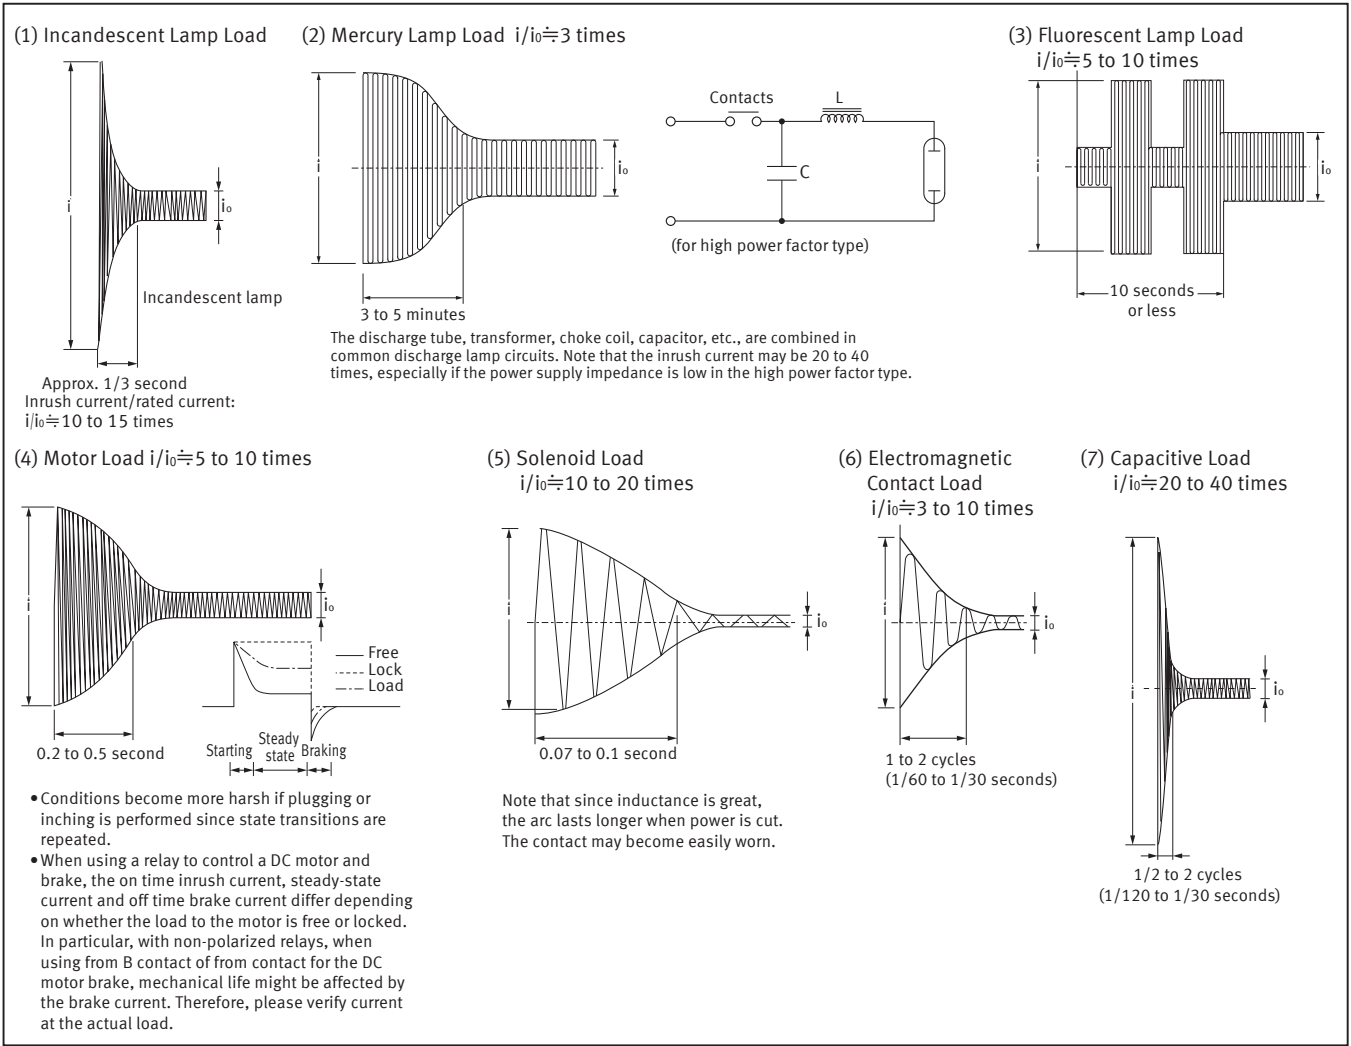 (1) Incandescent Lamp Load
i
i₀
Incandescent lamp
Approx. 1/3 second
Inrush current/rated current:
i/i₀≒10 to 15 times
(2) Mercury Lamp Load i/i₀≒3 times
i
i₀
3 to 5 minutes
Contacts
L
C
(for high power factor type)
The discharge tube, transformer, choke coil, capacitor, etc., are combined in
common discharge lamp circuits. Note that the inrush current may be 20 to 40
times, especially if the power supply impedance is low in the high power factor type.
(3) Fluorescent Lamp Load
i/i₀≒5 to 10 times
i
i₀
10 seconds
or less
(4) Motor Load i/i₀≒5 to 10 times
i
i₀
0.2 to 0.5 second
Free
Lock
Load
Starting
Steady
state
Braking
•Conditions become more harsh if plugging or
inching is performed since state transitions are
repeated.
•When using a relay to control a DC motor and
brake, the on time inrush current, steady-state
current and off time brake current differ depending
on whether the load to the motor is free or locked.
In particular, with non-polarized relays, when
using from B contact of from contact for the DC
motor brake, mechanical life might be affected by
the brake current. Therefore, please verify current
at the actual load.
(5) Solenoid Load
i/i₀≒10 to 20 times
i
i₀
0.07 to 0.1 second
Note that since inductance is great,
the arc lasts longer when power is cut.
The contact may become easily worn.
(6) Electromagnetic
Contact Load
i/i₀≒3 to 10 times
i
i₀
1 to 2 cycles
(1/60 to 1/30 seconds)
(7) Capacitive Load
i/i₀≒20 to 40 times
i
i₀
1/2 to 2 cycles
(1/120 to 1/30 seconds)